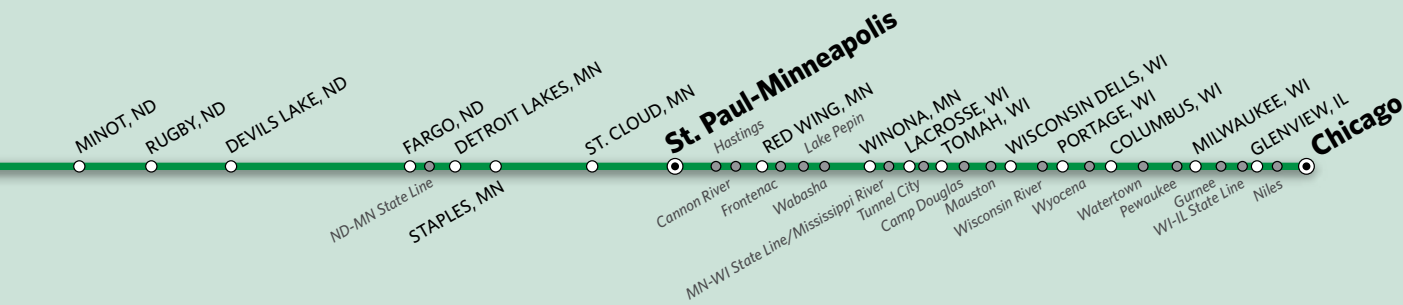 MINOT, ND
RUGBY, ND
DEVILS LAKE, ND
FARGO, ND
ND-MN State Line
DETROIT LAKES, MN
STAPLES, MN
ST. CLOUD, MN
St. Paul-Minneapolis
Hastings
Cannon River
RED WING, MN
Frontenac
Lake Pepin
Wabasha
WINONA, MN
MN-WI State Line/Mississippi River
LACROSSE, WI
Tunnel City
TOMAH, WI
Camp Douglas
Mauston
WISCONSIN DELLS, WI
Wisconsin River
PORTAGE, WI
Wyocena
COLUMBUS, WI
Watertown
Pewaukee
MILWAUKEE, WI
Gurnee
WI-IL State Line
GLENVIEW, IL
Niles
Chicago